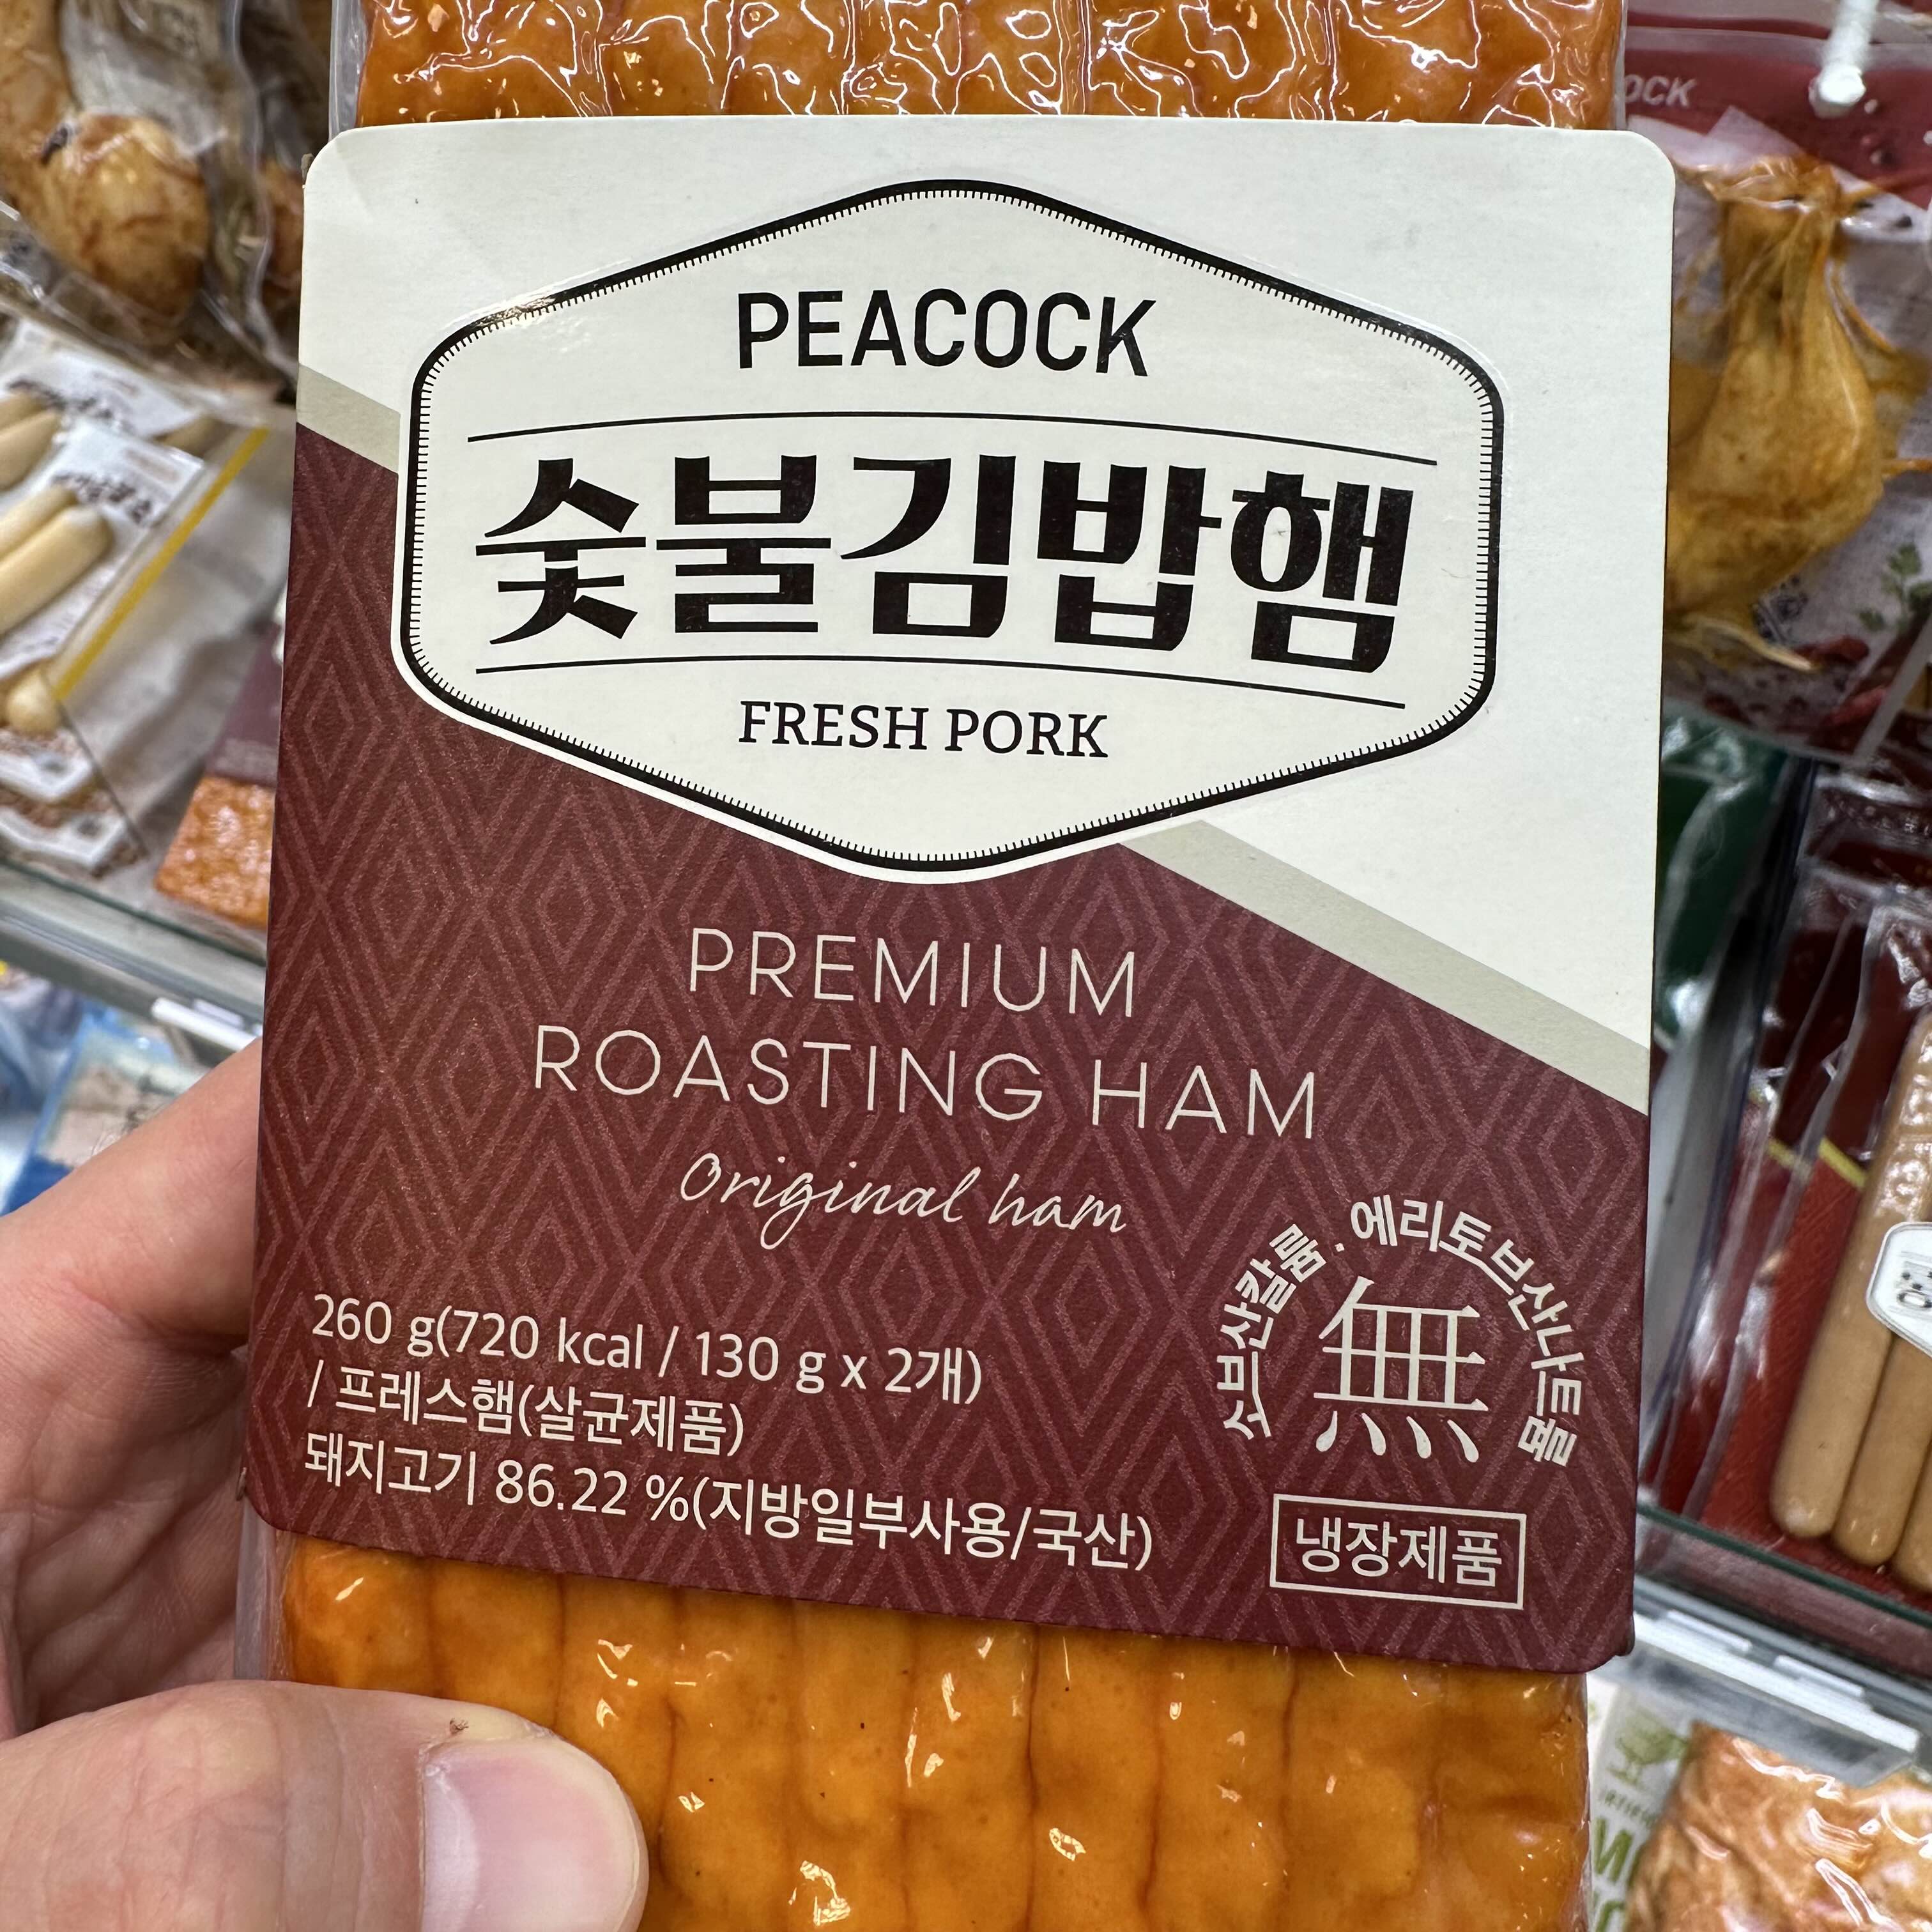 PEACOCK
숯불김밥햄
FRESH PORK
PREMIUM
ROASTING HAM
Original ham
260 g(720 kcal / 130 g x 2개)
/ 프레스햄(살균제품)
돼지고기 86.22 %(지방일부사용/국산)
소브산칼륨 · 에리토브산나트륨
無
냉장제품
OCK